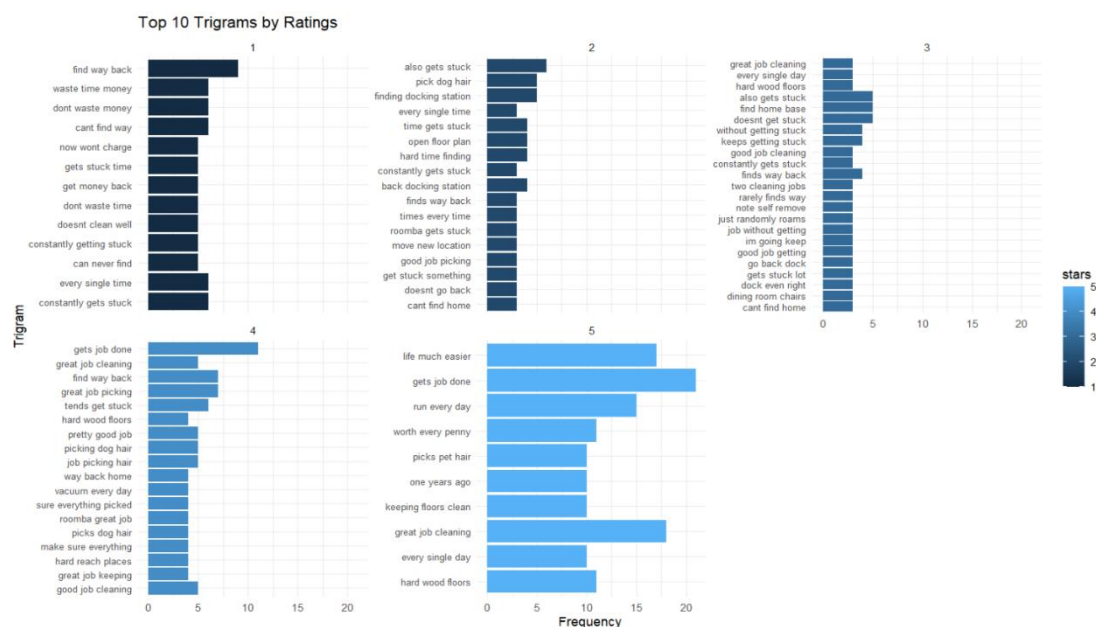 Top 10 Trigrams by Ratings
1
find way back
waste time money
dont waste money
cant find way
now wont charge
gets stuck time
get money back
dont waste time
doesnt clean well
constantly getting stuck
can never find
every single time
constantly gets stuck
2
also gets stuck
pick dog hair
finding docking station
every single time
time gets stuck
open floor plan
hard time finding
constantly gets stuck
back docking station
finds way back
times every time
roomba gets stuck
move new location
good job picking
get stuck something
doesnt go back
cant find home
3
great job cleaning
every single day
hard wood floors
also gets stuck
find home base
doesnt get stuck
without getting stuck
keeps getting stuck
good job cleaning
constantly gets stuck
finds way back
two cleaning jobs
rarely finds way
note self remove
just randomly roams
job without getting
im going keep
good job getting
go back dock
gets stuck lot
dock even right
dining room chairs
cant find home
0 5 10 15 20
stars
5
4
3
2
1
Trigram
4
gets job done
great job cleaning
find way back
great job picking
tends get stuck
hard wood floors
pretty good job
picking dog hair
job picking hair
way back home
vacuum every day
sure everything picked
roomba great job
picks dog hair
make sure everything
hard reach places
great job keeping
good job cleaning
0 5 10 15 20
5
life much easier
gets job done
run every day
worth every penny
picks pet hair
one years ago
keeping floors clean
great job cleaning
every single day
hard wood floors
0 5 10 15 20
Frequency